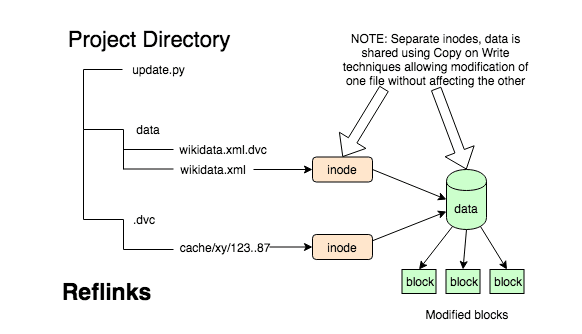 Project Directory
NOTE: Separate inodes, data is
shared using Copy on Write
techniques allowing modification of
one file without affecting the other
update.py
data
wikidata.xml.dvc
wikidata.xml
inode
data
.dvc
cache/xy/123..87
inode
block
block
block
Reflinks
Modified blocks